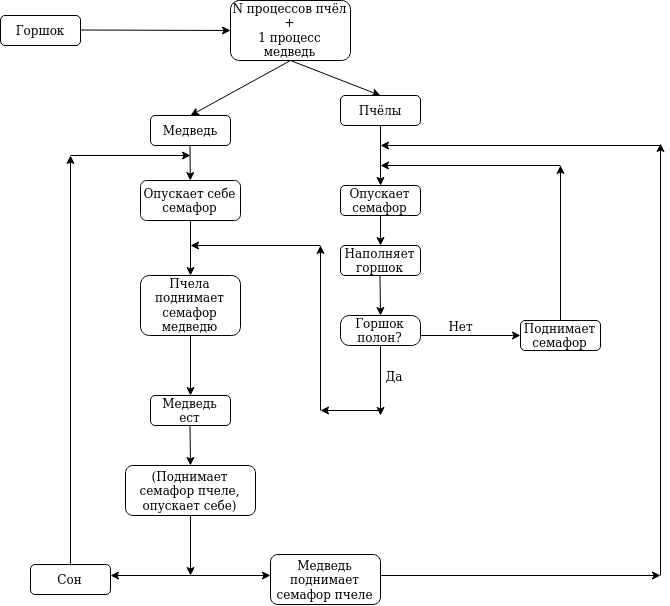 N процессов пчёл
+
1 процесс
медведь
Горшок
Пчёлы
Медведь
Опускает себе
семафор
Опускает
семафор
Наполняет
горшок
Пчела
поднимает
семафор
медведю
Горшок
полон?
Нет
Поднимает
семафор
Да
Медведь
ест
(Поднимает
семафор пчеле,
опускает себе)
Сон
Медведь
поднимает
семафор пчеле